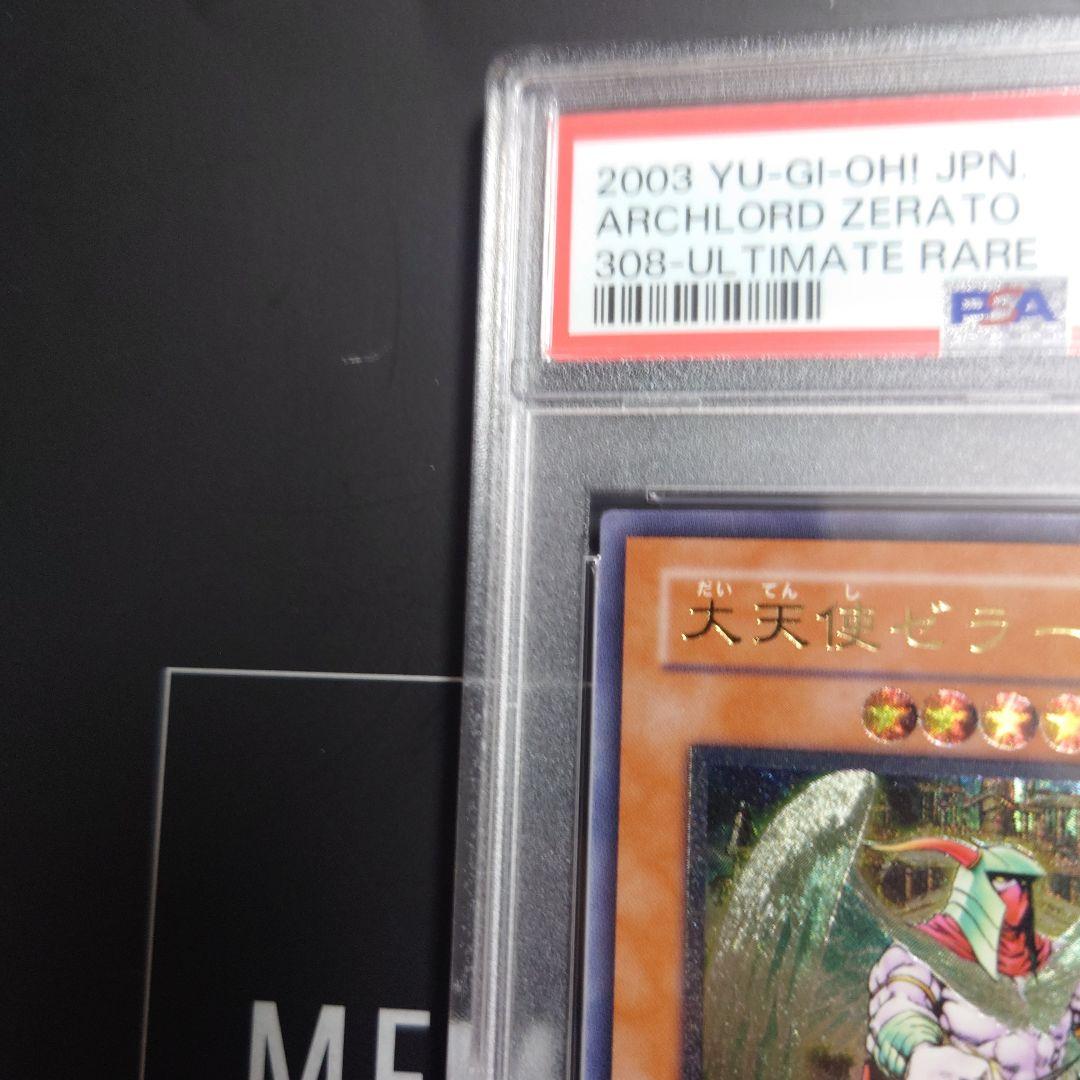 2003 YU-GI-OH! JPN.
ARCHLORD ZERATO
308-ULTIMATE RARE
PSA
だい てん し
大天使ゼラー
ME